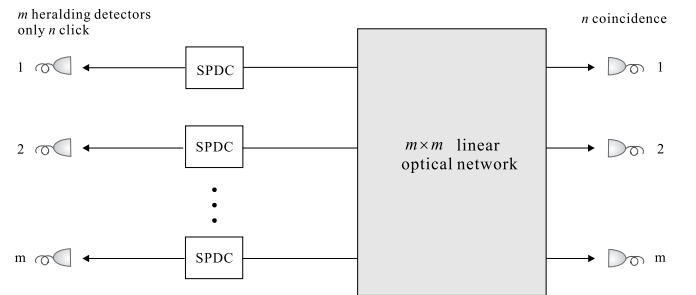 m heralding detectors
only n click
n coincidence
1
SPDC
1
2
SPDC
m×m linear
optical network
2
m
SPDC
m